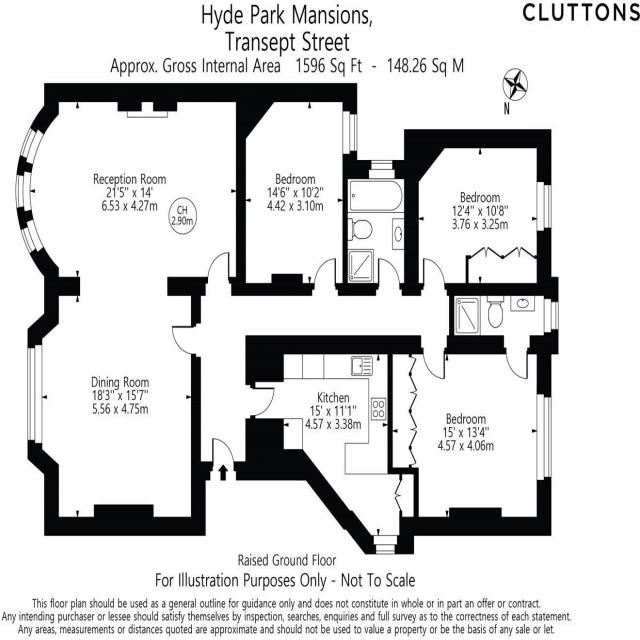 Hyde Park Mansions,
Transept Street
CLUTTONS
Approx. Gross Internal Area 1596 Sq Ft - 148.26 Sq M
N
Reception Room
21'5" x 14'
6.53 x 4.27m
CH
2.90m
Bedroom
14'6" x 10'2"
4.42 x 3.10m
Bedroom
12'4" x 10'8"
3.76 x 3.25m
Dining Room
18'3" x 15'7"
5.56 x 4.75m
Kitchen
15' x 11'1"
4.57 x 3.38m
Bedroom
15' x 13'4"
4.57 x 4.06m
Raised Ground Floor
For Illustration Purposes Only - Not To Scale
This floor plan should be used as a general outline for guidance only and does not constitute in whole or in part an offer or contract.
Any intending purchaser or lessee should satisfy themselves by inspection, searches, enquiries and full survey as to the correctness of each statement.
Any areas, measurements or distances quoted are approximate and should not be used to value a property or be the basis of any sale or let.